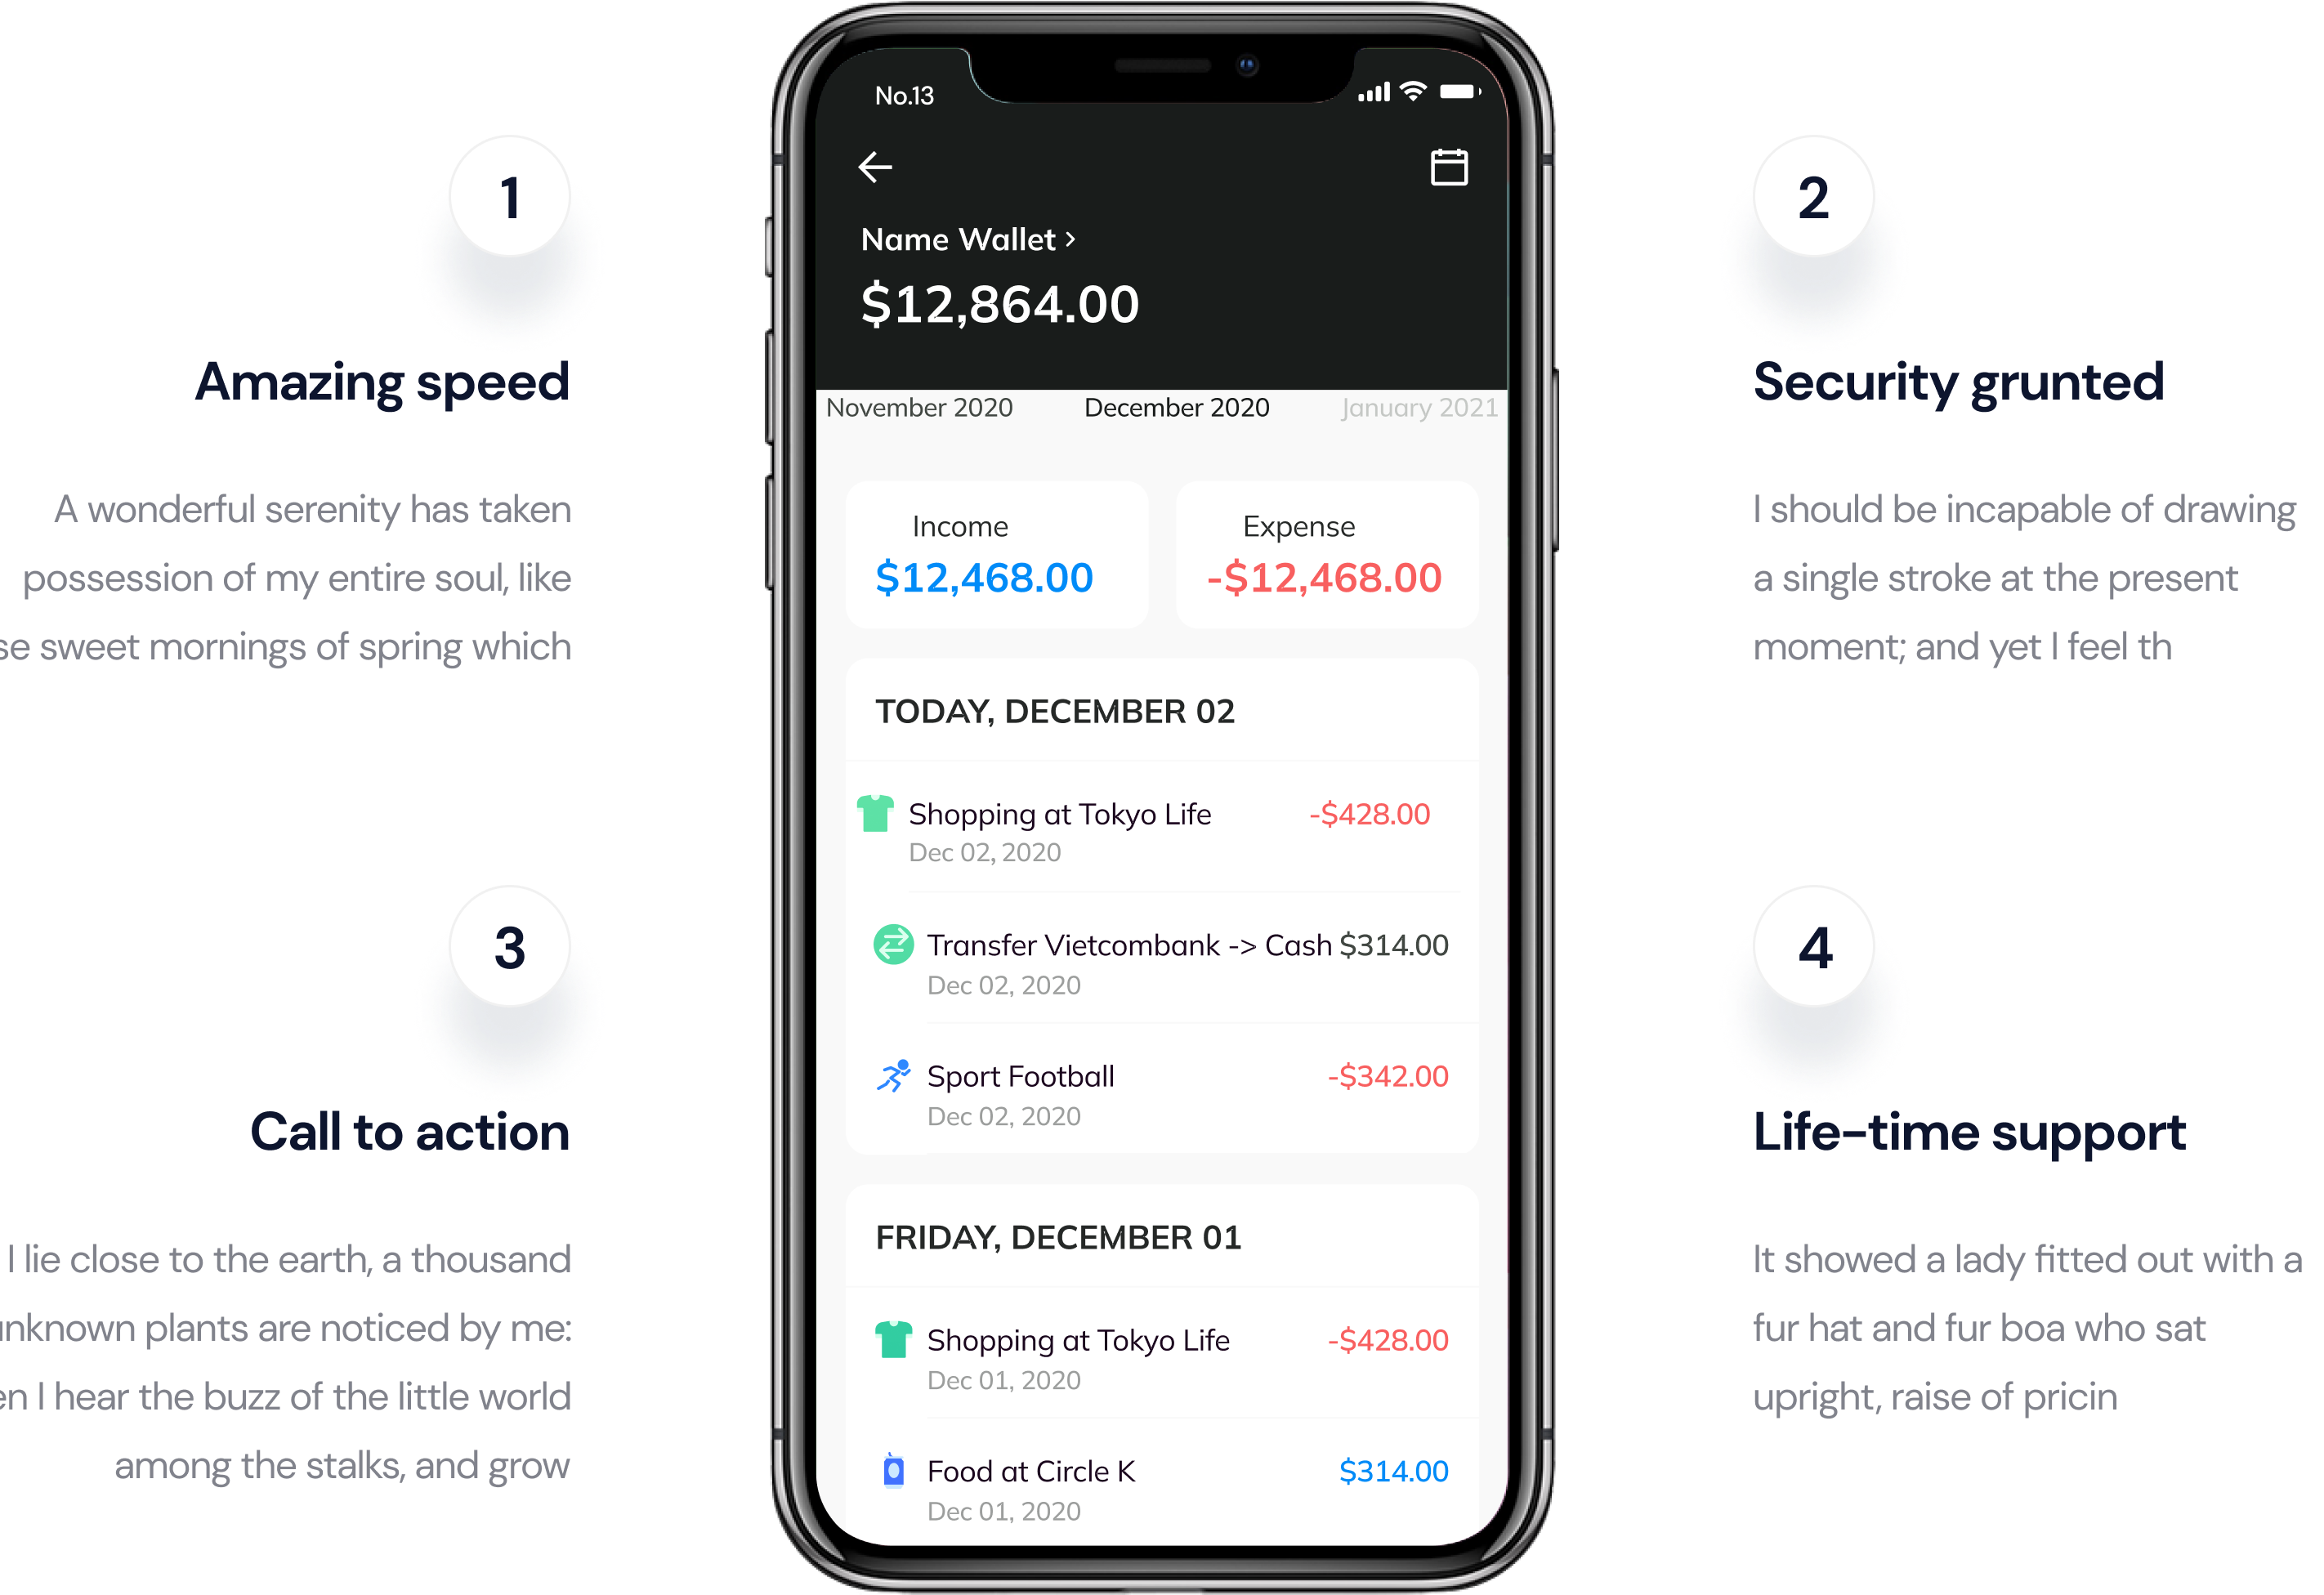 1
Amazing speed
A wonderful serenity has taken
possession of my entire soul, like
sweet mornings of spring which
3
Call to action
I lie close to the earth, a thousand
plants are noticed by me:
I hear the buzz of the little world
among the stalks, and grow
No.13
Name Wallet >
$12,864.00
November 2020 December 2020 January 2021
Income Expense
$12,468.00 -$12,468.00
TODAY, DECEMBER 02
Shopping at Tokyo Life -$428.00
Dec 02, 2020
Transfer Vietcombank -> Cash $314.00
Dec 02, 2020
Sport Football -$342.00
Dec 02, 2020
FRIDAY, DECEMBER 01
Shopping at Tokyo Life -$428.00
Dec 01, 2020
Food at Circle K $314.00
Dec 01, 2020
2
Security grunted
I should be incapable of drawing
a single stroke at the present
moment; and yet I feel th
4
Life-time support
It showed a lady fitted out with a
fur hat and fur boa who sat
upright, raise of pricin